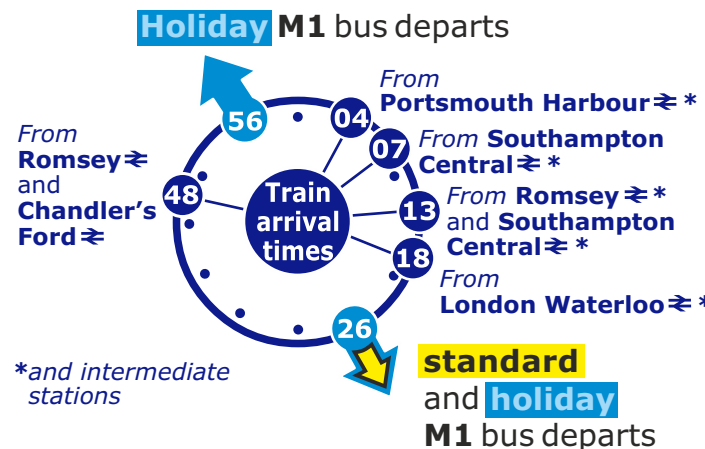 Holiday M1 bus departs
56
04
From
Portsmouth Harbour *
07
From Southampton
Central *
From
Romsey
and
Chandler's
Ford
48
Train
arrival
times
13
From Romsey *
and Southampton
Central *
18
From
London Waterloo *
26
*and intermediate
stations
standard
and holiday
M1 bus departs